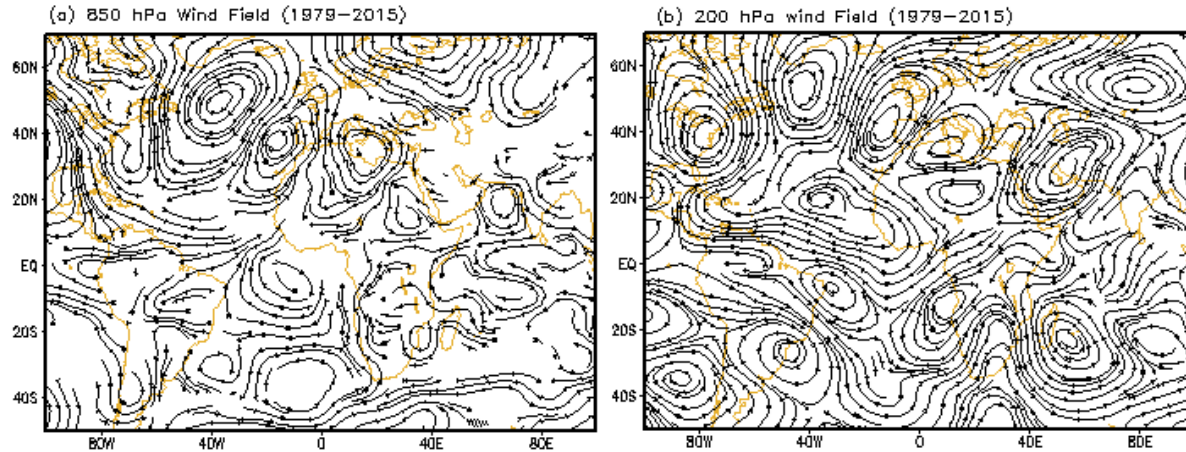 (a) 850 hPa Wind Field (1979-2015)
(b) 200 hPa wind Field (1979-2015)
60N
40N
20N
EQ
20S
40S
80W
40W
0
40E
80E
60N
40N
20N
EQ
20S
40S
80W
40W
0
40E
80E